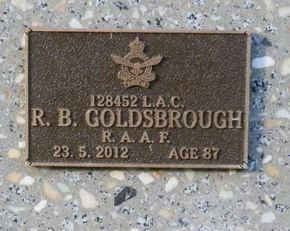 128452 L.A.C.
R. B. GOLDSBROUGH
R. A. A. F.
23. 5. 2012 AGE 87